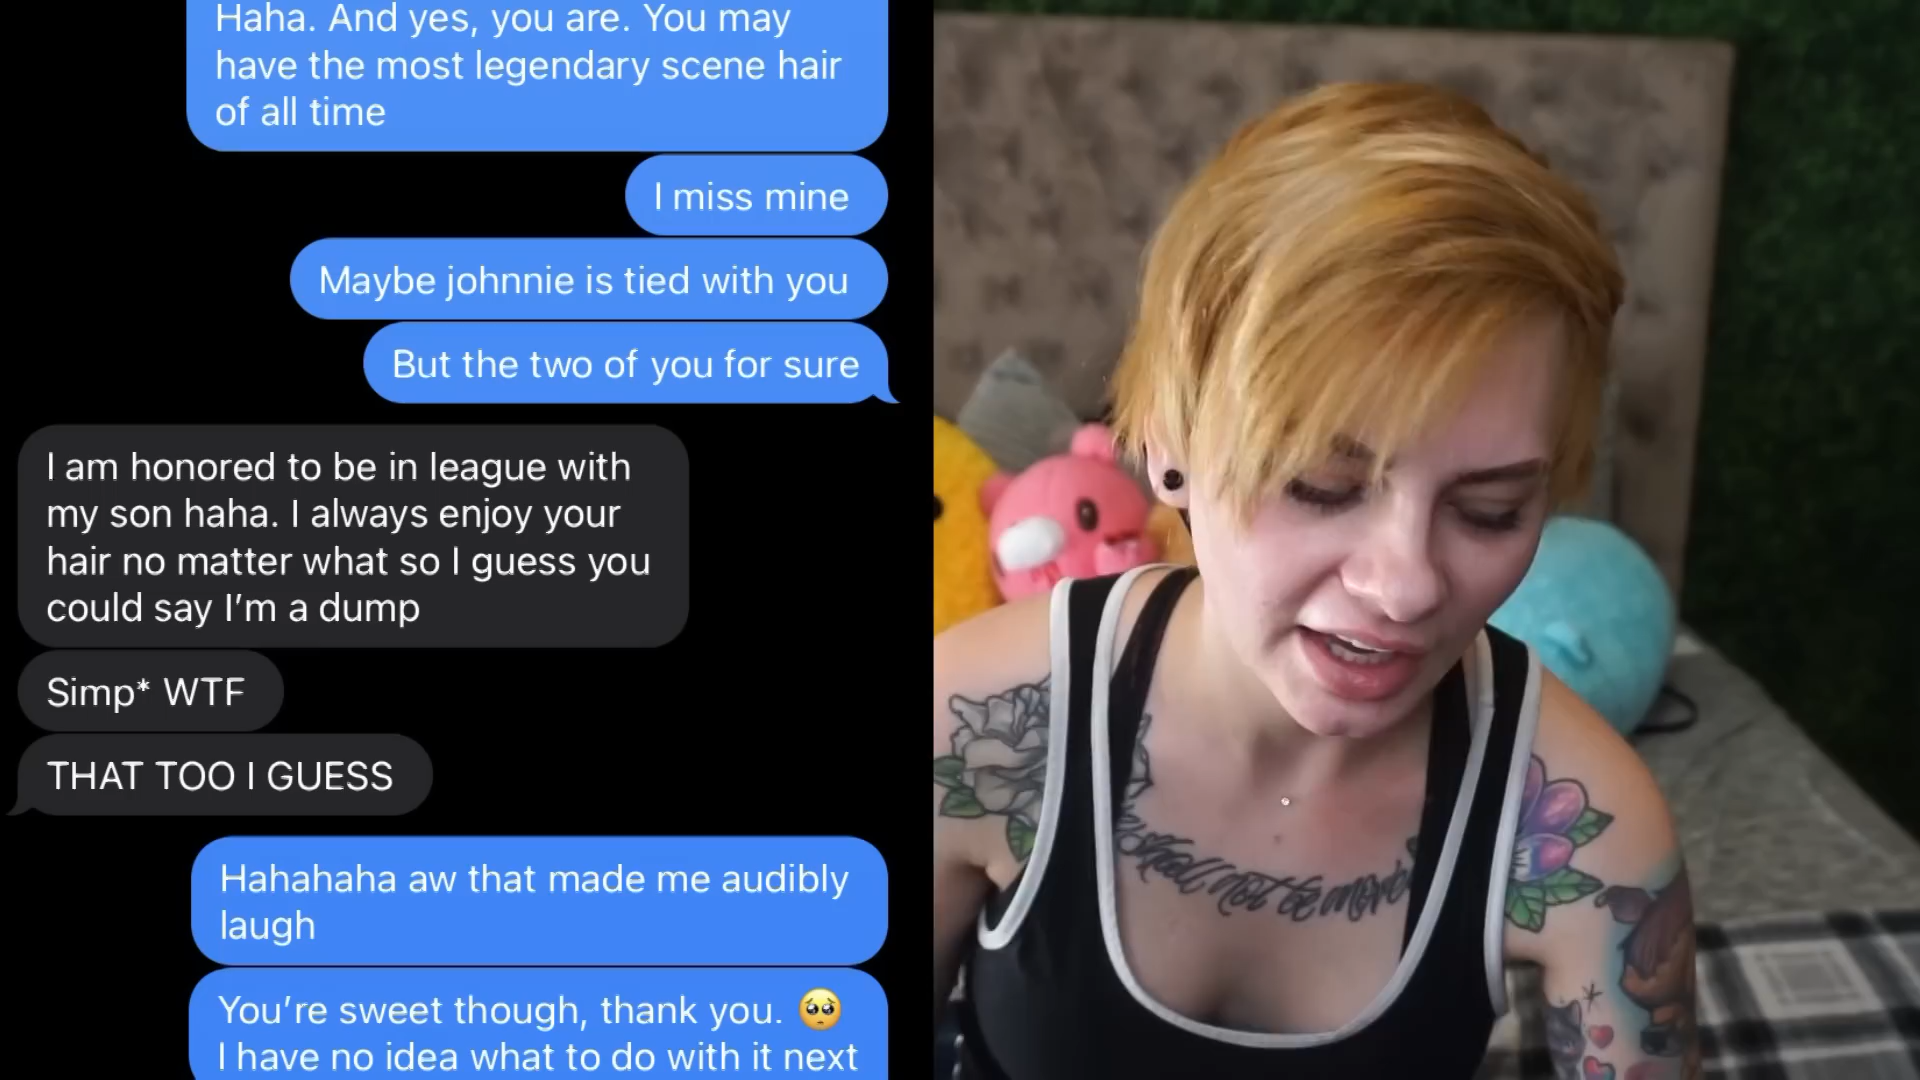 Haha. And yes, you are. You may
have the most legendary scene hair
of all time
I miss mine
Maybe johnnie is tied with you
But the two of you for sure
I am honored to be in league with
my son haha. I always enjoy your
hair no matter what so I guess you
could say I’m a dump
Simp* WTF
THAT TOO I GUESS
Hahahaha aw that made me audibly
laugh
You’re sweet though, thank you. 🥺
I have no idea what to do with it next
shall not be moved